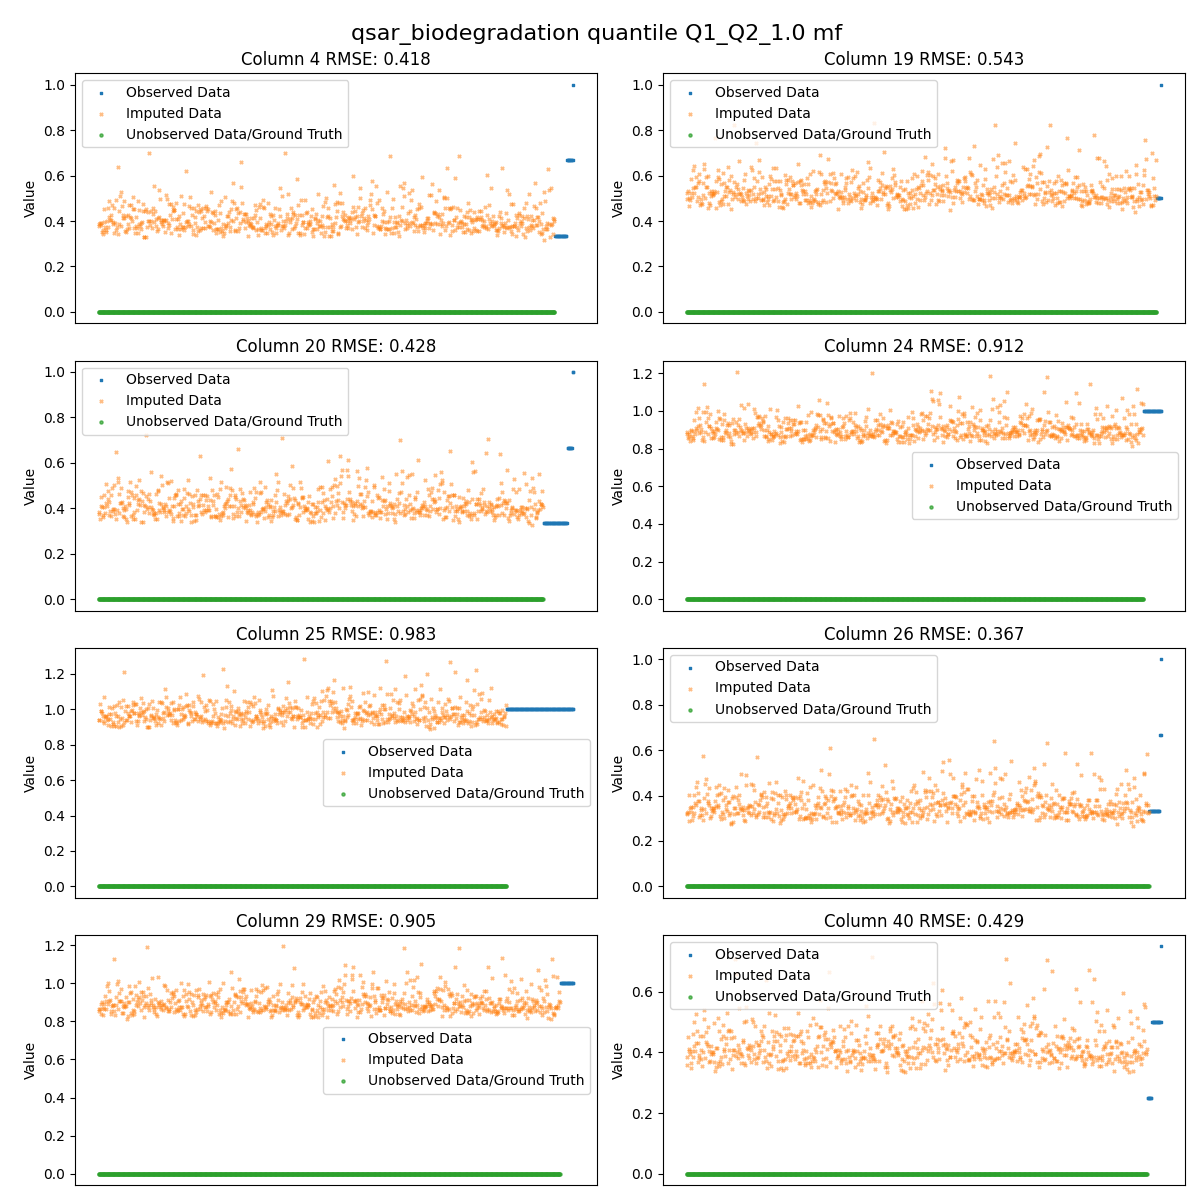 qsar_biodegradation quantile Q1_Q2_1.0 mf
Column 4 RMSE: 0.418
Observed Data
Imputed Data
Unobserved Data/Ground Truth
Value
1.0
0.8
0.6
0.4
0.2
0.0
Column 19 RMSE: 0.543
Observed Data
Imputed Data
Unobserved Data/Ground Truth
Value
1.0
0.8
0.6
0.4
0.2
0.0
Column 20 RMSE: 0.428
Observed Data
Imputed Data
Unobserved Data/Ground Truth
Value
1.0
0.8
0.6
0.4
0.2
0.0
Column 24 RMSE: 0.912
Observed Data
Imputed Data
Unobserved Data/Ground Truth
Value
1.2
1.0
0.8
0.6
0.4
0.2
0.0
Column 25 RMSE: 0.983
Observed Data
Imputed Data
Unobserved Data/Ground Truth
Value
1.2
1.0
0.8
0.6
0.4
0.2
0.0
Column 26 RMSE: 0.367
Observed Data
Imputed Data
Unobserved Data/Ground Truth
Value
1.0
0.8
0.6
0.4
0.2
0.0
Column 29 RMSE: 0.905
Observed Data
Imputed Data
Unobserved Data/Ground Truth
Value
1.2
1.0
0.8
0.6
0.4
0.2
0.0
Column 40 RMSE: 0.429
Observed Data
Imputed Data
Unobserved Data/Ground Truth
Value
0.6
0.4
0.2
0.0